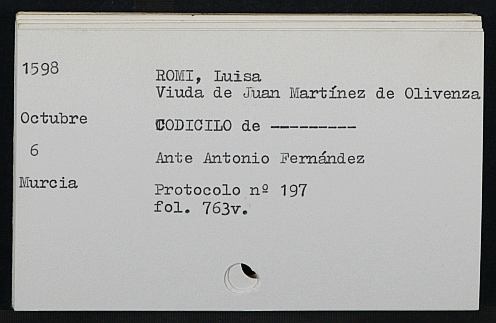 1598
ROMI, Luisa
Viuda de Juan Martínez de Olivenza
Octubre
CODICILO de ---------
6
Ante Antonio Fernández
Murcia
Protocolo nº 197
fol. 763v.